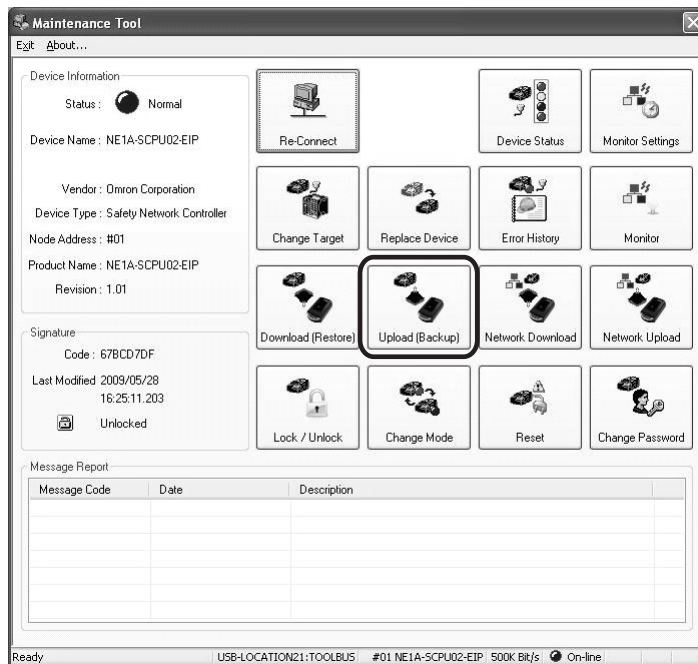 Maintenance Tool
Exit About...
Device Information
Status : Normal
Device Name : NE1A-SCPU02-EIP
Vendor : Omron Corporation
Device Type : Safety Network Controller
Node Address : #01
Product Name : NE1A-SCPU02-EIP
Revision : 1.01
Signature
Code : 67BCD7DF
Last Modified 2009/05/28
16:25:11.203
Unlocked
Re-Connect
Device Status
Monitor Settings
Change Target
Replace Device
Error History
Monitor
Download (Restore)
Upload (Backup)
Network Download
Network Upload
Lock / Unlock
Change Mode
Reset
Change Password
Message Report
Message Code Date Description
Ready USB-LOCATION21:TOOLBUS #01 NE1A-SCPU02-EIP 500K Bit/s On-line